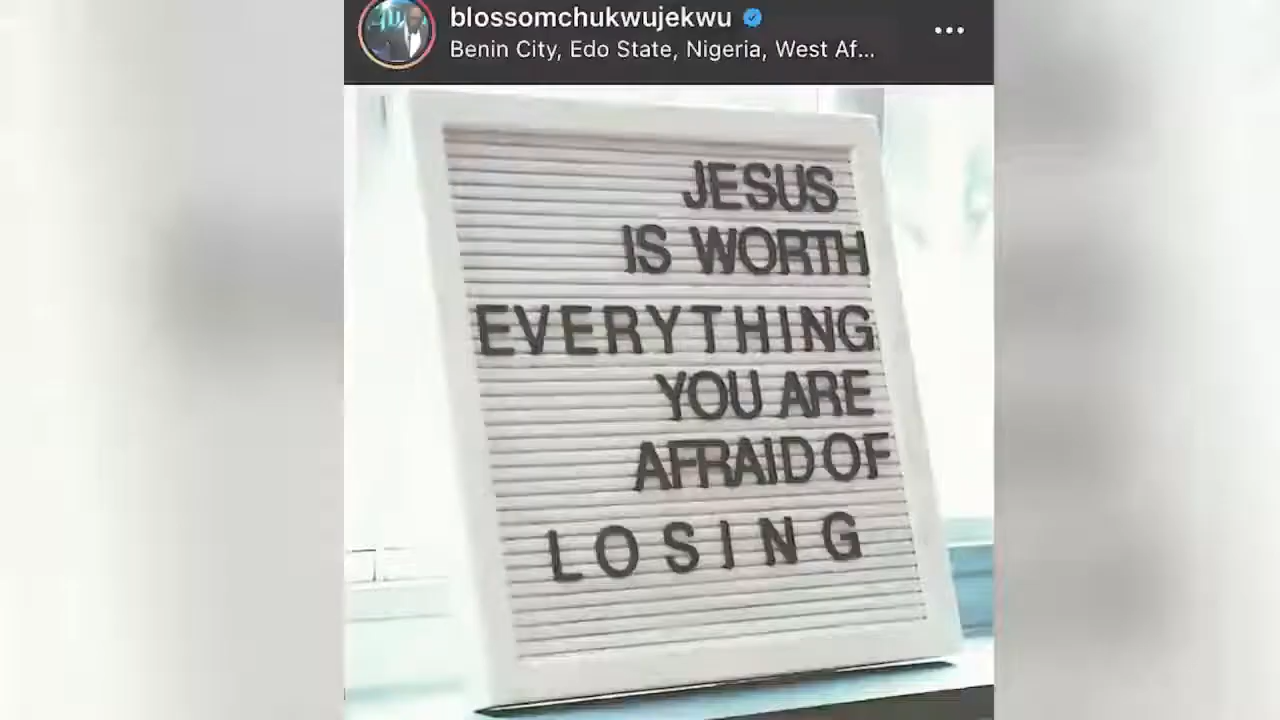 blossomchukwujekwu
Benin City, Edo State, Nigeria, West Af...
JESUS
IS WORTH
EVERYTHING
YOU ARE
AFRAID OF
LOSING